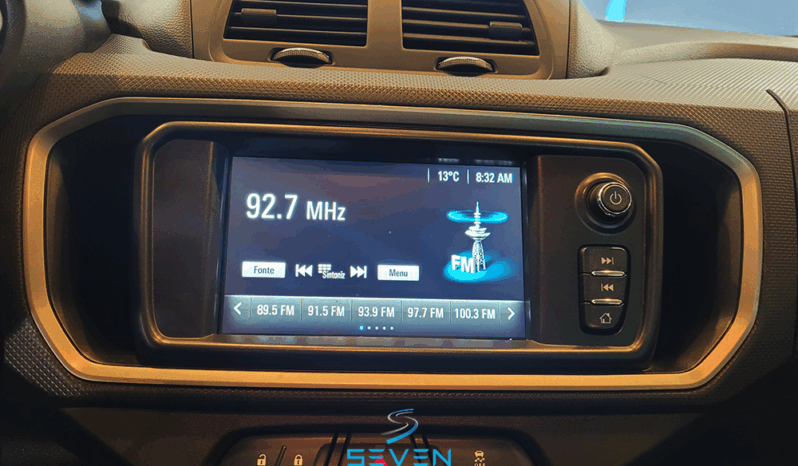 13°C 8:32 AM
92.7 MHz
FM
Fonte Sintoniz Menu
89.5 FM 91.5 FM 93.9 FM 97.7 FM 100.3 FM
SEVEN